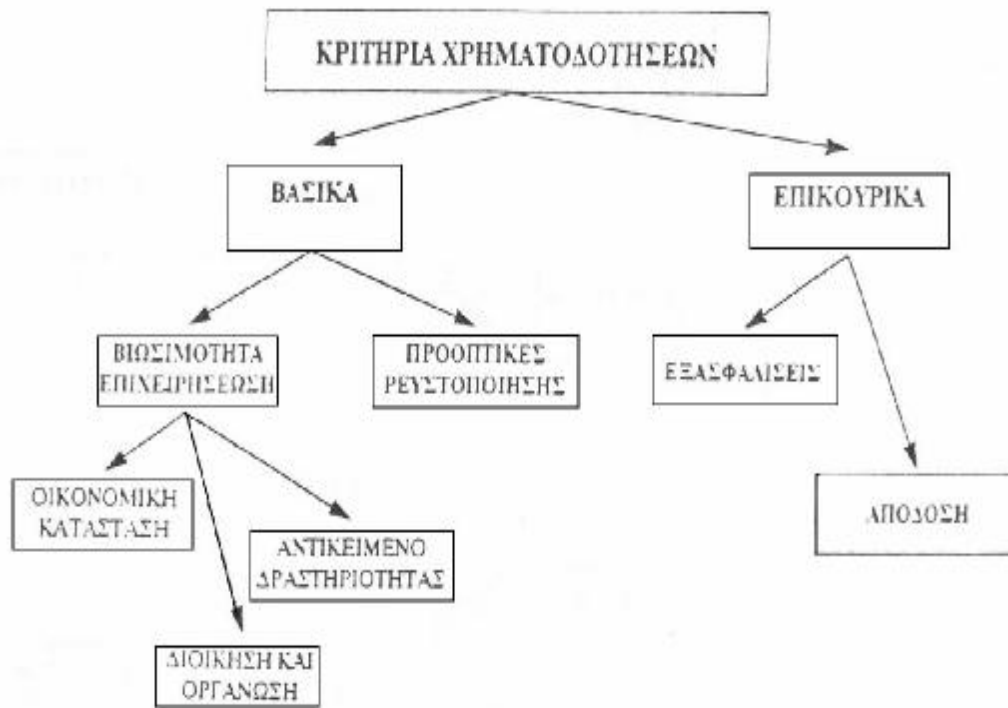 ΚΡΙΤΗΡΙΑ ΧΡΗΜΑΤΟΔΟΤΗΣΕΩΝ
ΒΑΣΙΚΑ
ΕΠΙΚΟΥΡΙΚΑ
ΒΙΩΣΙΜΟΤΗΤΑ
ΕΠΙΧΕΙΡΗΣΕΩΣΗ
ΠΡΟΟΠΤΙΚΕΣ
ΡΕΥΣΤΟΠΟΙΗΣΗΣ
ΕΞΑΣΦΑΛΙΣΕΙΣ
ΟΙΚΟΝΟΜΙΚΗ
ΚΑΤΑΣΤΑΣΗ
ΑΝΤΙΚΕΙΜΕΝΟ
ΔΡΑΣΤΗΡΙΟΤΗΤΑΣ
ΑΠΟΔΟΣΗ
ΔΙΟΙΚΗΣΗ ΚΑΙ
ΟΡΓΑΝΩΣΗ